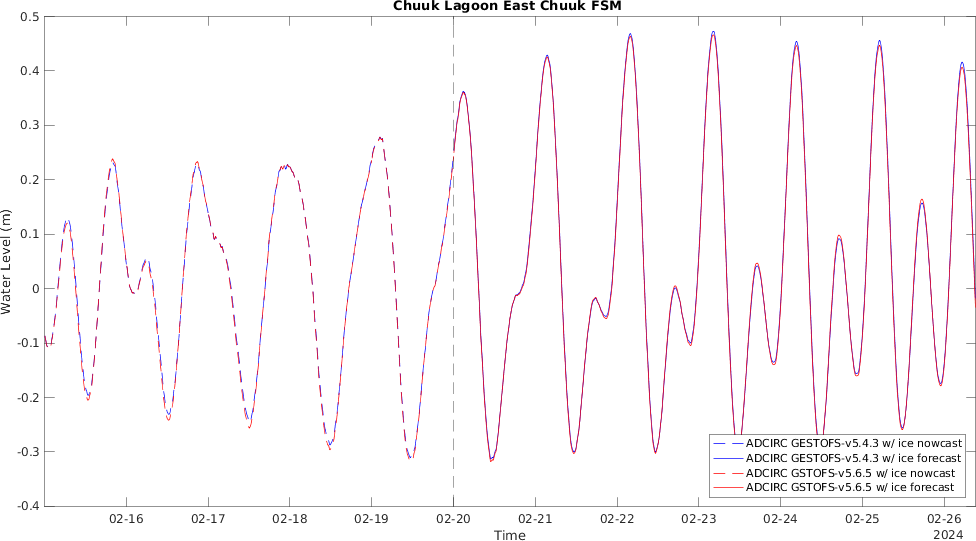 Chuuk Lagoon East Chuuk FSM
Water Level (m)
0.5
0.4
0.3
0.2
0.1
0
-0.1
-0.2
-0.3
-0.4
ADCIRC GESTOFS-v5.4.3 w/ ice nowcast
ADCIRC GESTOFS-v5.4.3 w/ ice forecast
ADCIRC GSTOFS-v5.6.5 w/ ice nowcast
ADCIRC GSTOFS-v5.6.5 w/ ice forecast
02-16 02-17 02-18 02-19 02-20 02-21 02-22 02-23 02-24 02-25 02-26
Time
2024